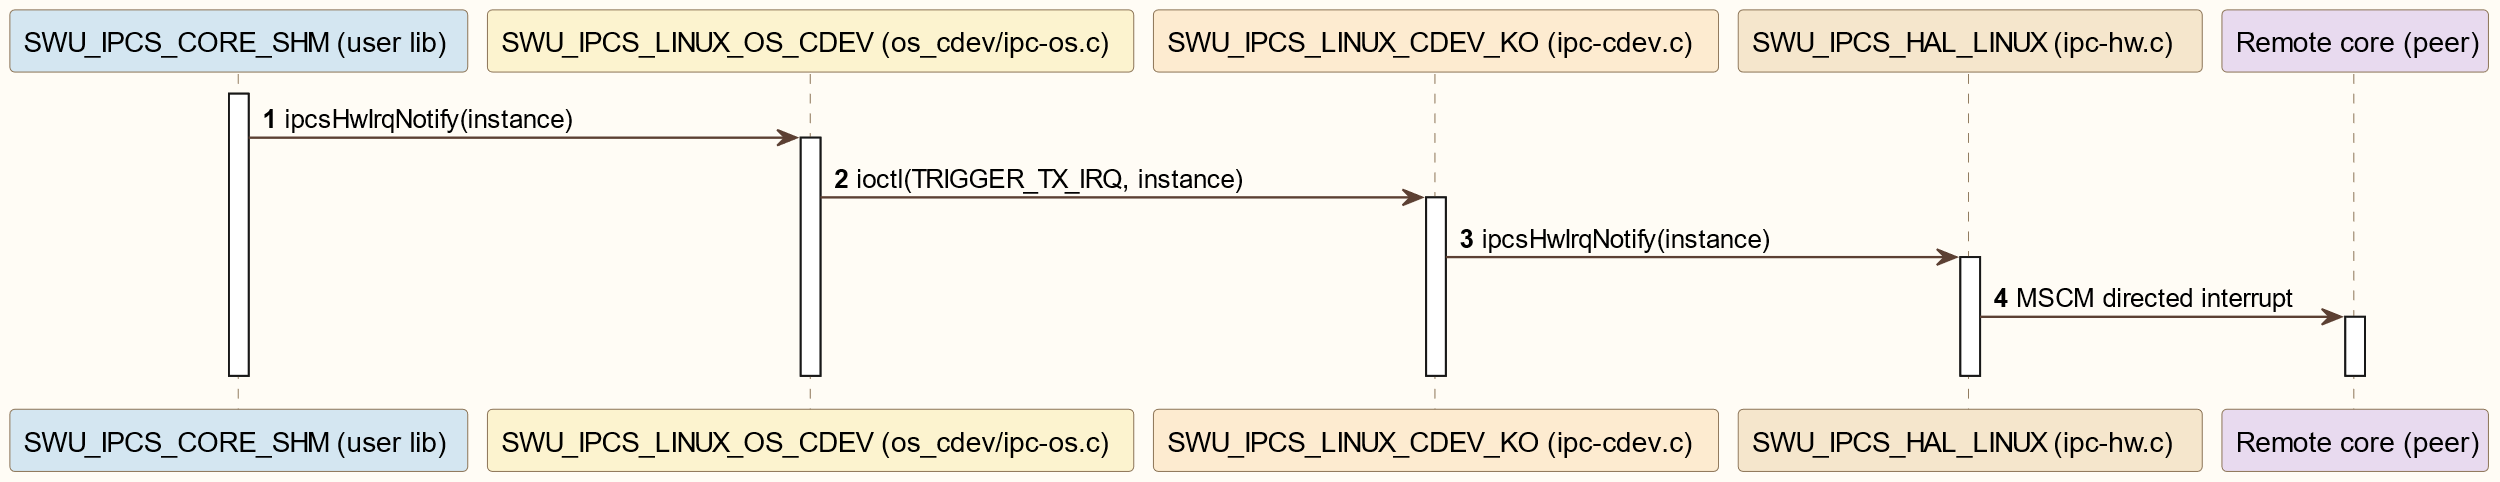 SWU_IPCS_CORE_SHM (user lib)
SWU_IPCS_LINUX_OS_CDEV (os_cdev/ipc-os.c)
SWU_IPCS_LINUX_CDEV_KO (ipc-cdev.c)
SWU_IPCS_HAL_LINUX (ipc-hw.c)
Remote core (peer)
1 ipcsHwIrqNotify(instance)
2 ioctl(TRIGGER_TX_IRQ, instance)
3 ipcsHwIrqNotify(instance)
4 MSCM directed interrupt
SWU_IPCS_CORE_SHM (user lib)
SWU_IPCS_LINUX_OS_CDEV (os_cdev/ipc-os.c)
SWU_IPCS_LINUX_CDEV_KO (ipc-cdev.c)
SWU_IPCS_HAL_LINUX (ipc-hw.c)
Remote core (peer)